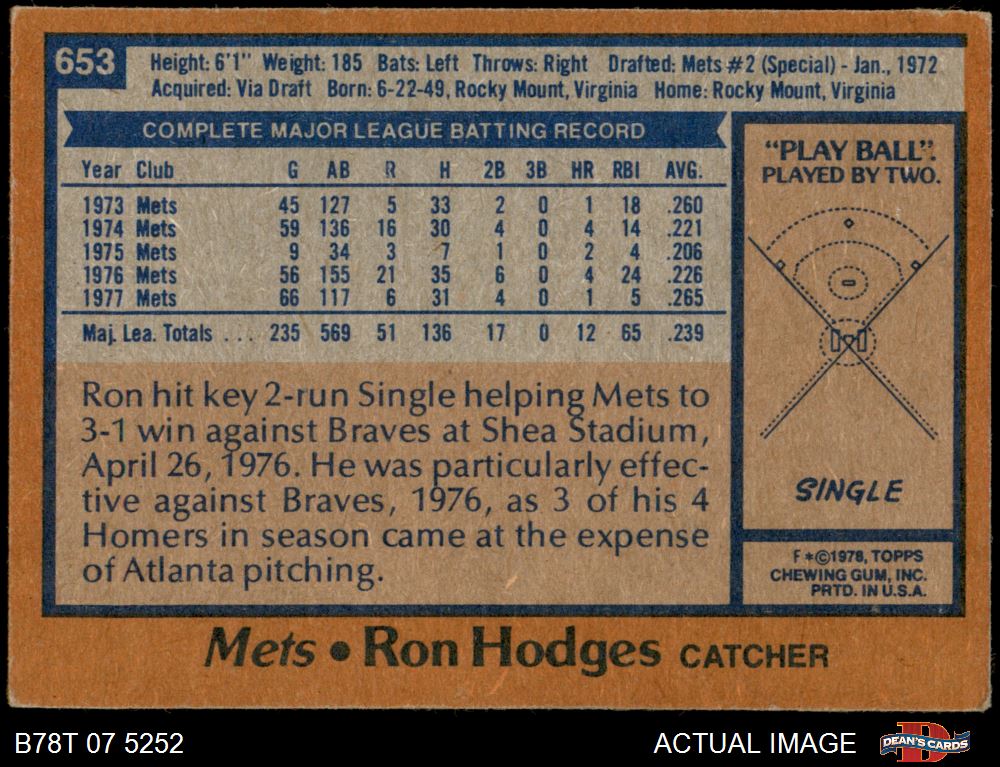 653
Height: 6'1" Weight: 185 Bats: Left Throws: Right Drafted: Mets #2 (Special) - Jan., 1972
Acquired: Via Draft Born: 6-22-49, Rocky Mount, Virginia Home: Rocky Mount, Virginia
COMPLETE MAJOR LEAGUE BATTING RECORD
Year Club G AB R H 2B 3B HR RBI AVG.
1973 Mets 45 127 5 33 2 0 1 18 .260
1974 Mets 59 136 16 30 4 0 4 14 .221
1975 Mets 9 34 3 7 1 0 2 4 .206
1976 Mets 56 155 21 35 6 0 4 24 .226
1977 Mets 66 117 6 31 4 0 1 5 .265
Maj. Lea. Totals . . . 235 569 51 136 17 0 12 65 .239
Ron hit key 2-run Single helping Mets to
3-1 win against Braves at Shea Stadium,
April 26, 1976. He was particularly effec-
tive against Braves, 1976, as 3 of his 4
Homers in season came at the expense
of Atlanta pitching.
"PLAY BALL".
PLAYED BY TWO.
SINGLE
F *©1978, TOPPS
CHEWING GUM, INC.
PRTD. IN U.S.A.
Mets • Ron Hodges CATCHER
B78T 07 5252
ACTUAL IMAGE
D
DEAN'S CARDS